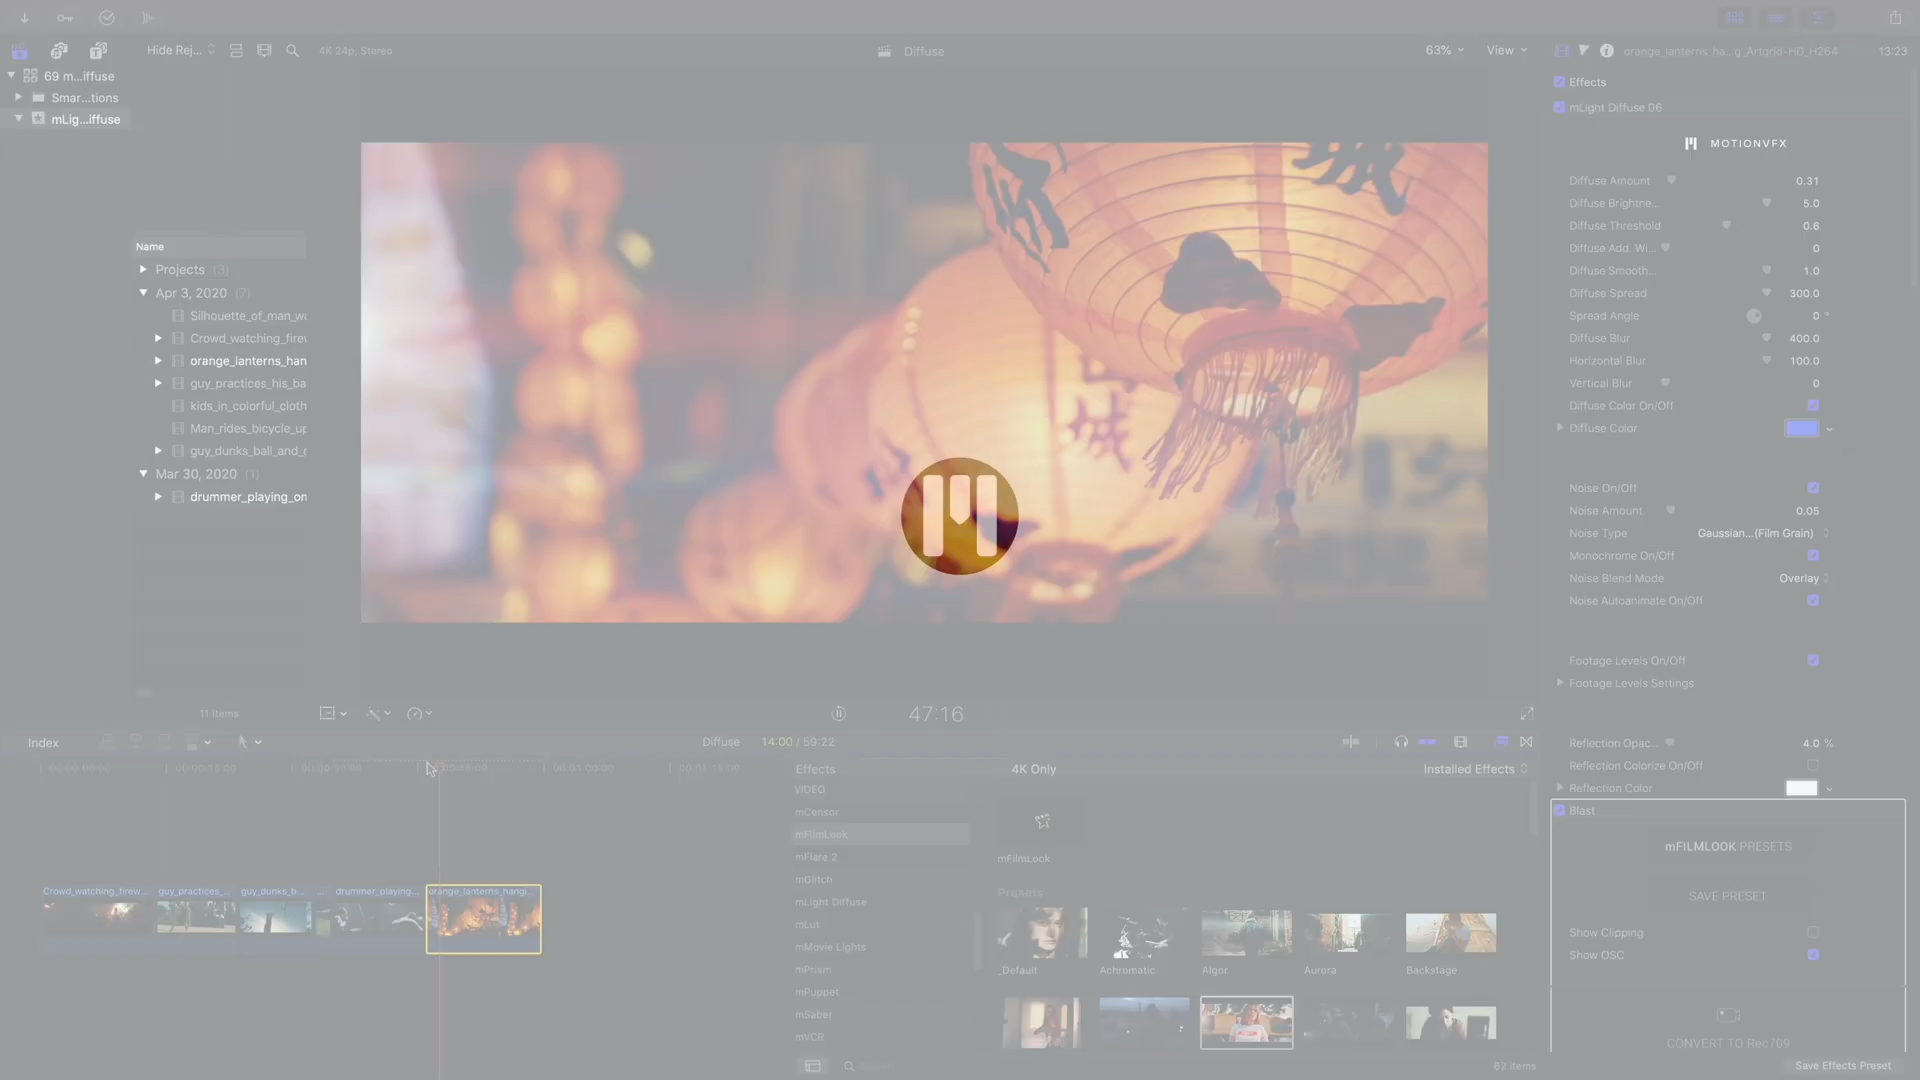 Hide Rej...
4K 24p, Stereo
Diffuse
63%
View
orange_lanterns_ha...g_Artgrid-HD_H264
13:23
69 m...iffuse
Smar...tions
mLig...iffuse
Name
Projects (3)
Apr 3, 2020 (7)
Silhouette_of_man_wa
Crowd_watching_firew
orange_lanterns_han
guy_practices_his_ba
kids_in_colorful_cloth
Man_rides_bicycle_up
guy_dunks_ball_and_c
Mar 30, 2020 (1)
drummer_playing_on
11 items
47:16
Effects
mLight Diffuse 06
MOTIONVFX
Diffuse Amount 0.31
Diffuse Brightne... 5.0
Diffuse Threshold 0.6
Diffuse Add. Wi... 0
Diffuse Smooth... 1.0
Diffuse Spread 300.0
Spread Angle 0 °
Diffuse Blur 400.0
Horizontal Blur 100.0
Vertical Blur 0
Diffuse Color On/Off
Diffuse Color
Noise On/Off
Noise Amount 0.05
Noise Type Gaussian...(Film Grain)
Monochrome On/Off
Noise Blend Mode Overlay
Noise Autoanimate On/Off
Footage Levels On/Off
Footage Levels Settings
Reflection Opac... 4.0 %
Reflection Colorize On/Off
Reflection Color
Blast
mFILMLOOK PRESETS
SAVE PRESET
Show Clipping
Show OSC
CONVERT TO Rec709
Save Effects Preset
Index
Diffuse
14:00 / 59:22
00:00:15:00
Crowd_watching_firew...
guy_practices_...
guy_dunks_b...
...
drummer_playing...
orange_lanterns_hangi...
Effects
4K Only
Installed Effects
VIDEO
mCensor
mFilmLook
mFlare 2
mGlitch
mLight Diffuse
mLut
mMovie Lights
mPrism
mPuppet
mSaber
mVCR
mFilmLook
Presets
_Default
Achromatic
Algor
Aurora
Backstage
Search
62 items